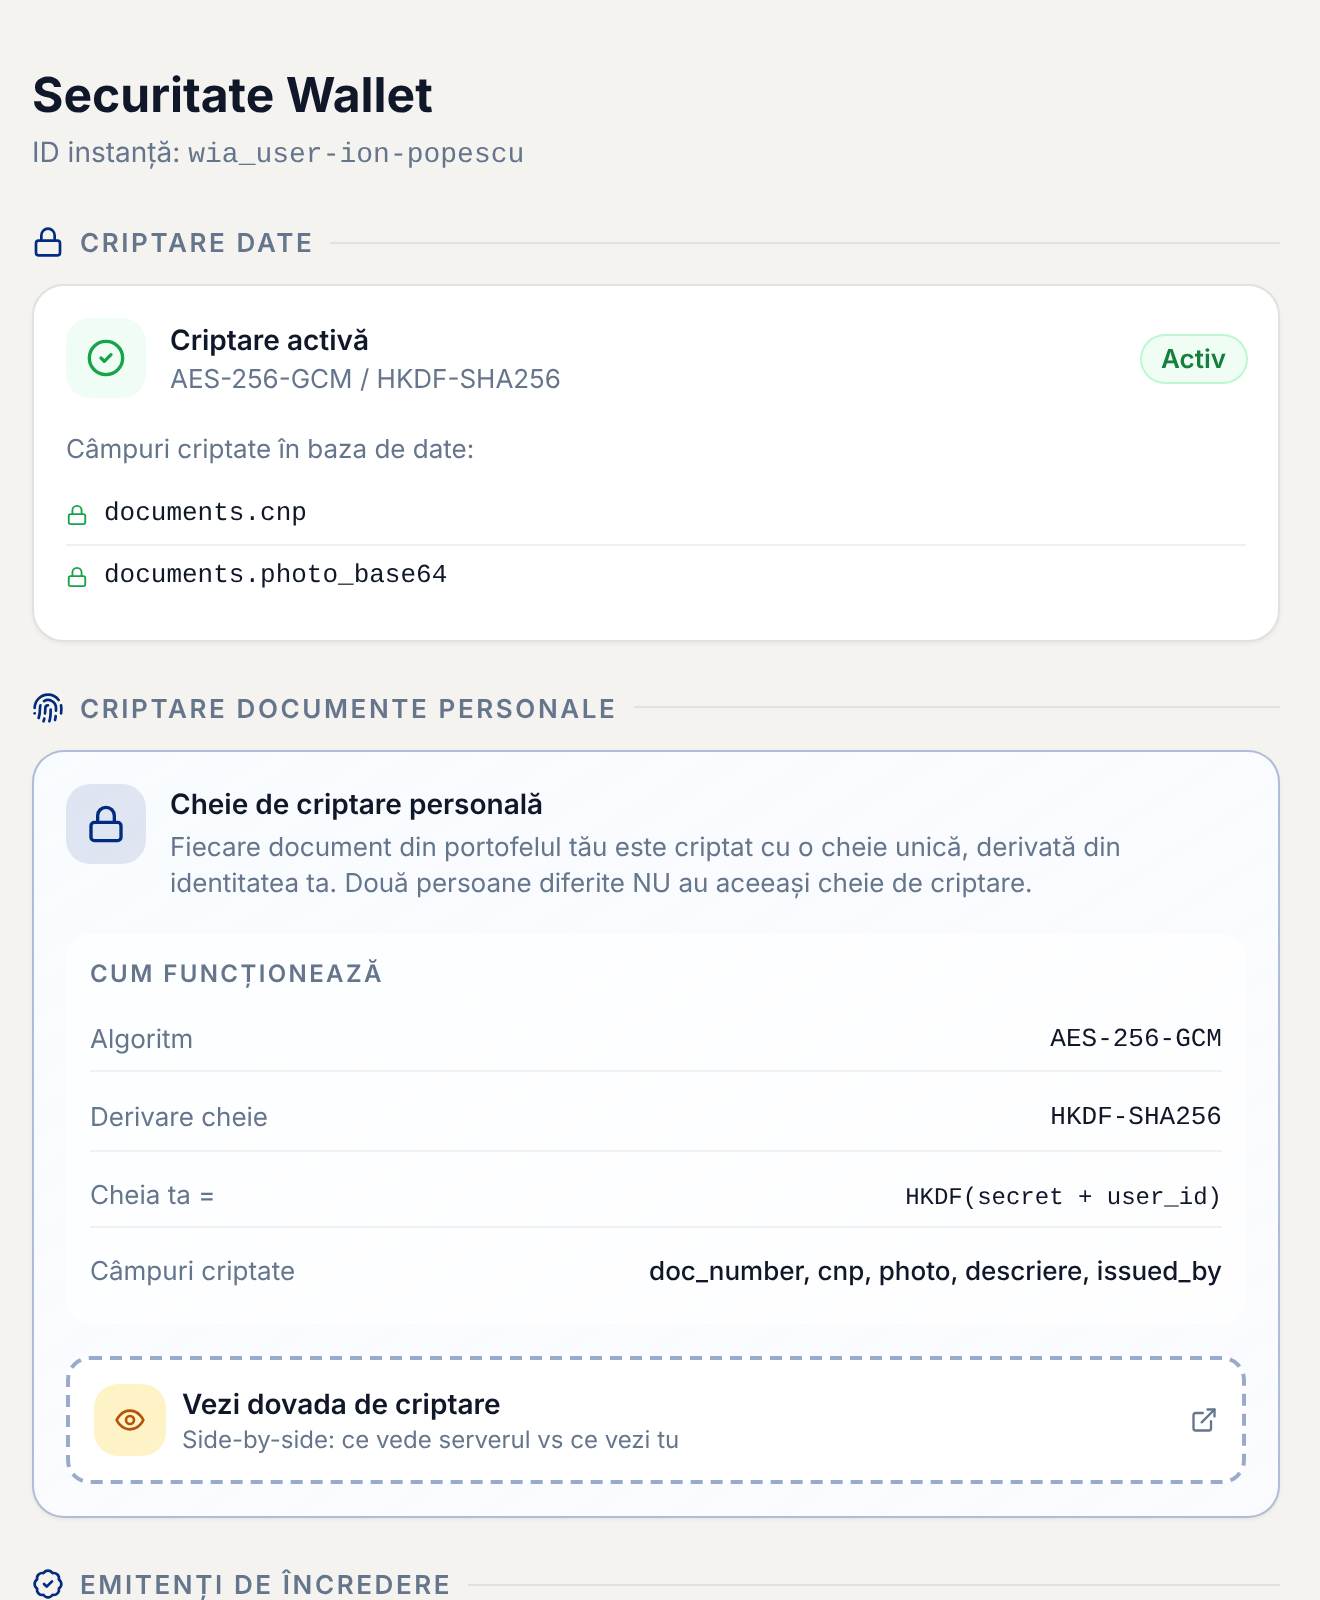 Securitate Wallet
ID instanță: wia_user-ion-popescu
CRIPTARE DATE
Criptare activă
AES-256-GCM / HKDF-SHA256
Activ
Câmpuri criptate în baza de date:
documents.cnp
documents.photo_base64
CRIPTARE DOCUMENTE PERSONALE
Cheie de criptare personală
Fiecare document din portofelul tău este criptat cu o cheie unică, derivată din
identitatea ta. Două persoane diferite NU au aceeași cheie de criptare.
CUM FUNCȚIONEAZĂ
Algoritm AES-256-GCM
Derivare cheie HKDF-SHA256
Cheia ta = HKDF(secret + user_id)
Câmpuri criptate doc_number, cnp, photo, descriere, issued_by
Vezi dovada de criptare
Side-by-side: ce vede serverul vs ce vezi tu
EMITENȚI DE ÎNCREDERE